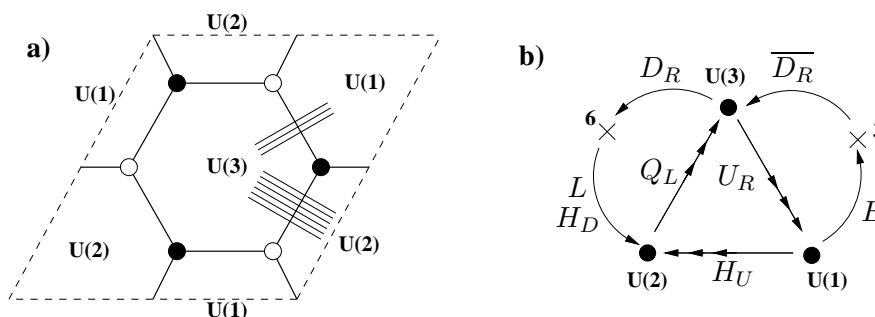 a)
U(2)
U(1)
U(1)
U(3)
U(2)
U(2)
U(1)
b)
D_R
\overline{D_R}
U(3)
6
Q_L
U_R
L
H_D
U(2)
H_U
U(1)